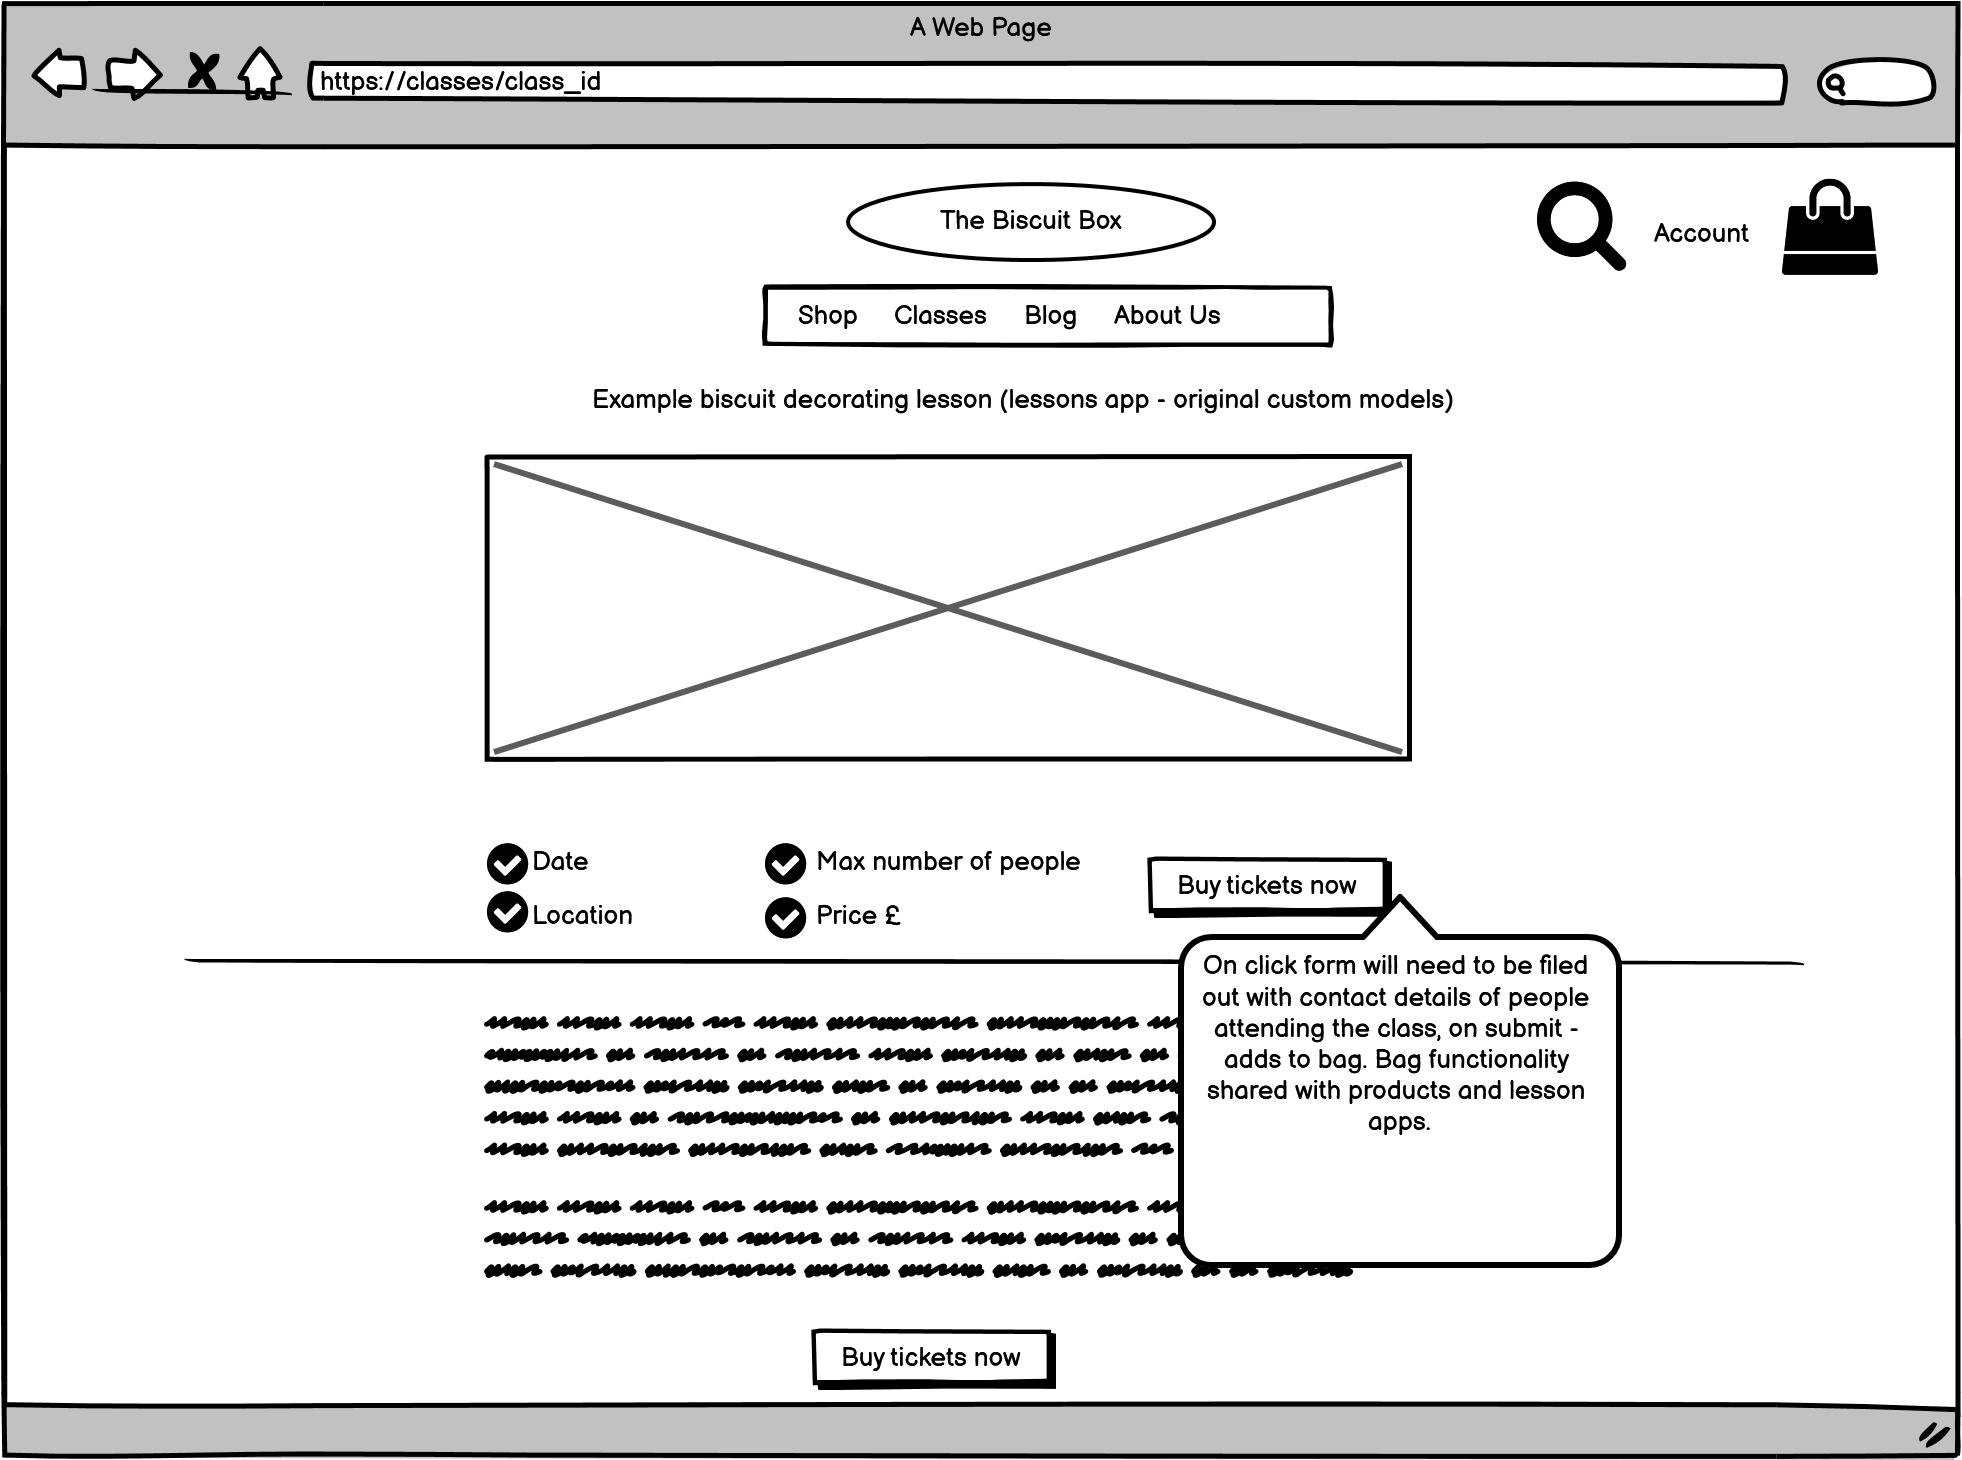 A Web Page
https://classes/class_id
The Biscuit Box
Account
Shop Classes Blog About Us
Example biscuit decorating lesson (lessons app - original custom models)
Date
Max number of people
Buy tickets now
Location
Price £
On click form will need to be filed
out with contact details of people
attending the class, on submit -
adds to bag. Bag functionality
shared with products and lesson
apps.
Buy tickets now